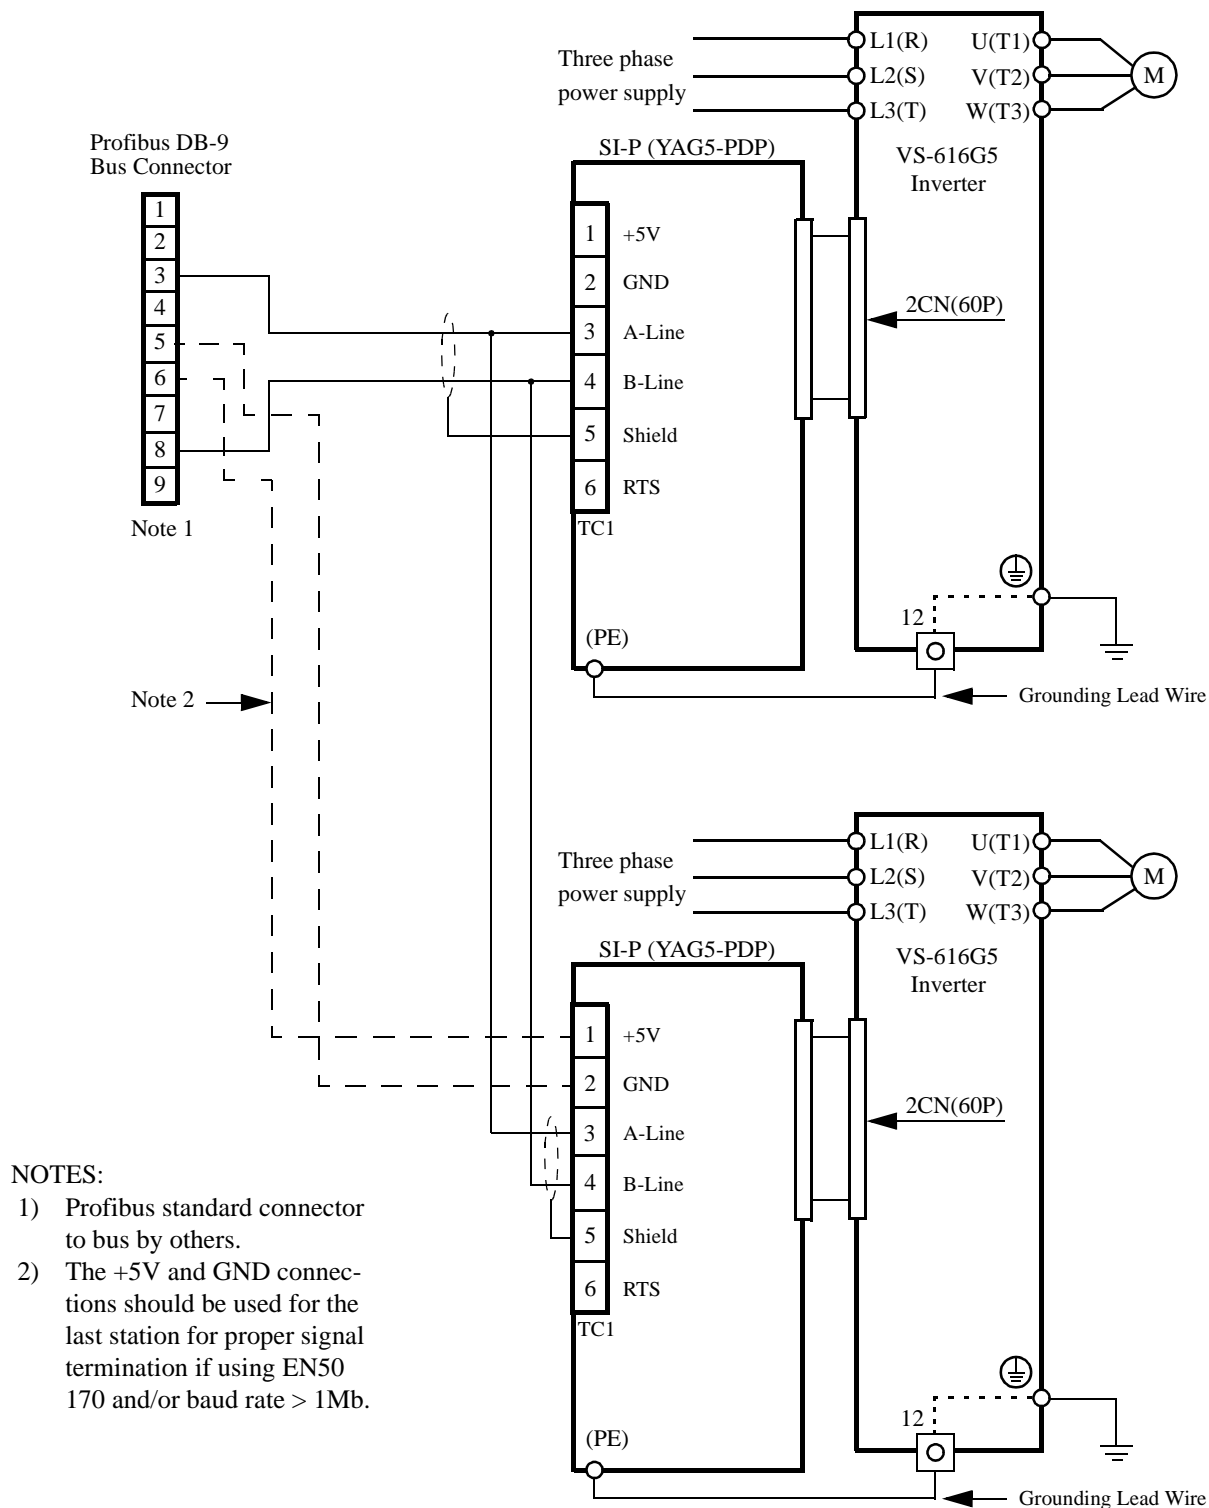 L1(R) U(T1)
Three phase
power supply
L2(S) V(T2) M
L3(T) W(T3)
Profibus DB-9
Bus Connector
SI-P (YAG5-PDP)
VS-616G5
Inverter
1
2
3
4
5
6
7
8
9
Note 1
1 +5V
2 GND
3 A-Line
4 B-Line
5 Shield
6 RTS
TC1
2CN(60P)
12
(PE)
Grounding Lead Wire
Note 2
L1(R) U(T1)
Three phase
power supply
L2(S) V(T2) M
L3(T) W(T3)
SI-P (YAG5-PDP)
VS-616G5
Inverter
1 +5V
2 GND
3 A-Line
4 B-Line
5 Shield
6 RTS
TC1
2CN(60P)
12
(PE)
Grounding Lead Wire
NOTES:
1) Profibus standard connector
to bus by others.
2) The +5V and GND connec-
tions should be used for the
last station for proper signal
termination if using EN50
170 and/or baud rate > 1Mb.